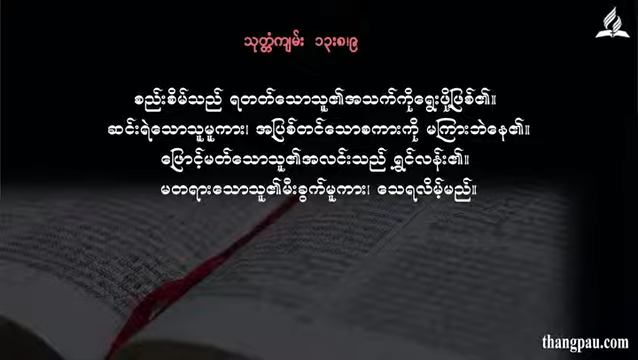 သုတ္တံကျမ်း ၁၃း၈၊၉
စည်းစိမ်သည် ရတတ်သောသူ၏အသက်ကိုရွေးဖို့ဖြစ်၏။
ဆင်းရဲသောသူမူကား၊ အပြစ်တင်သောစကားကို မကြားဘဲနေ၏။
ဖြောင့်မတ်သောသူ၏အလင်းသည် ရွှင်လန်း၏။
မတရားသောသူ၏မီးခွက်မူကား၊ သေရလိမ့်မည်။
thangpau.com